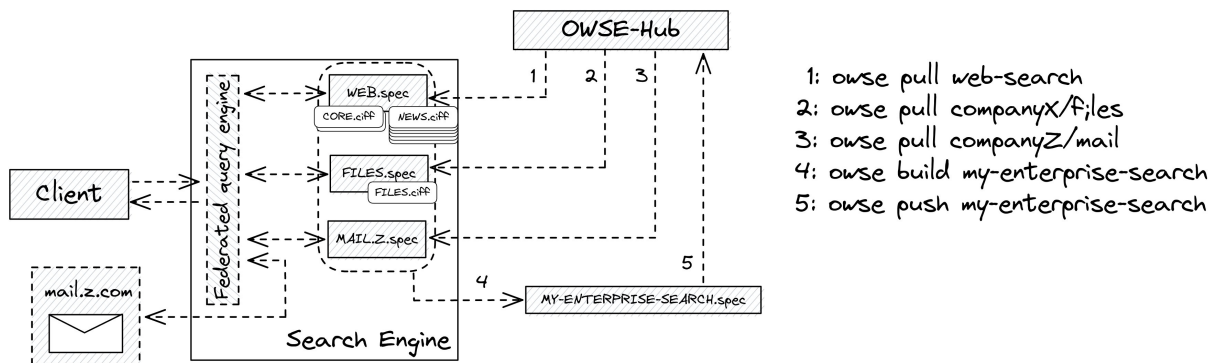 OWSE-Hub
1
2
3
1: owse pull web-search
2: owse pull companyX/f;les
3: owse pull companyZ/mail
4: owse build my-enterprise-search
5: owse push my-enterprise-search
WEB.spec
CORE.ciff
NEWS.ciff
FILES.spec
FILES.ciff
MAIL.Z.spec
Federated query engine
Client
mail.z.com
4
5
MY-ENTERPRISE-SEARCH.spec
Search Engine